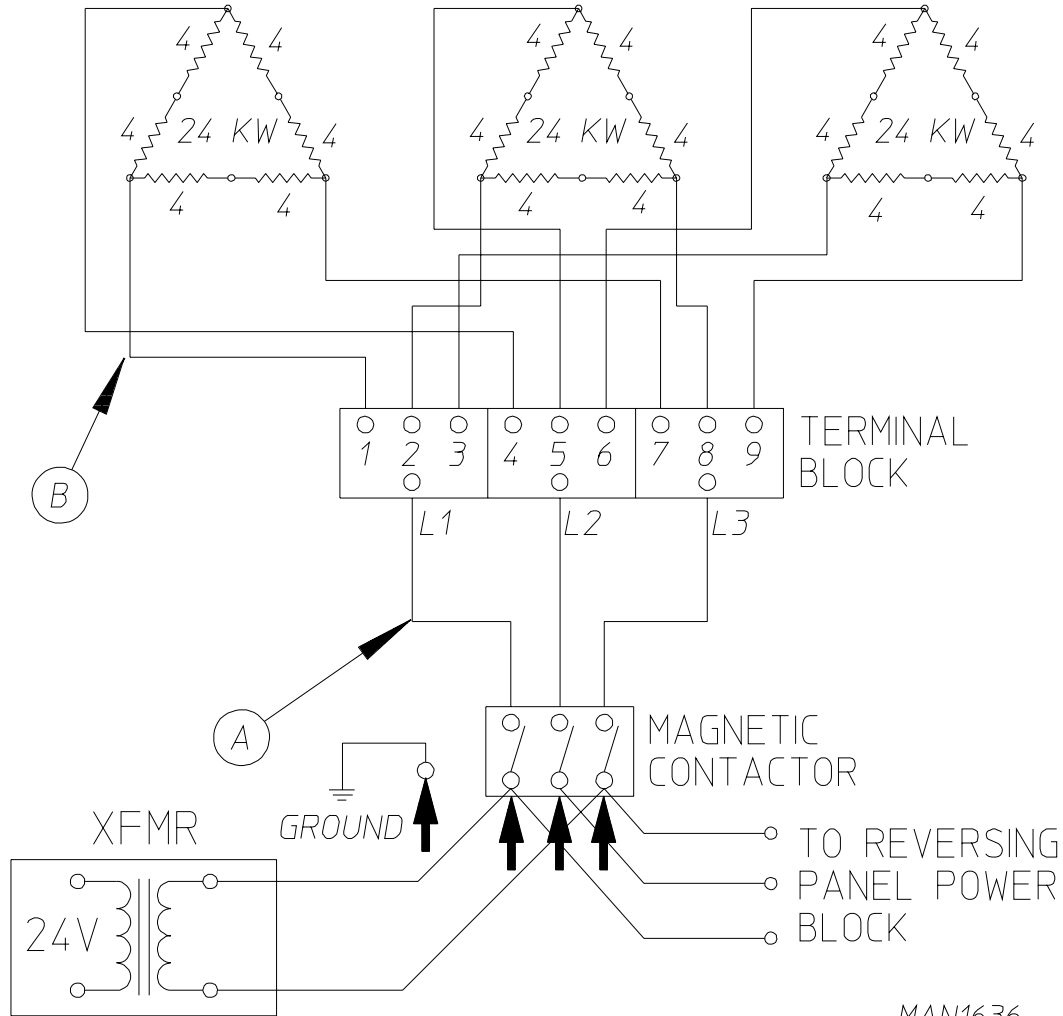 4 4 4 4 4 4
4 24 KW 4 4 24 KW 4 4 24 KW 4
4 4 4 4 4 4
1 2 3 4 5 6 7 8 9
TERMINAL
BLOCK
B
L1 L2 L3
A
MAGNETIC
CONTACTOR
GROUND
XFMR
24V
TO REVERSING
PANEL POWER
BLOCK
MAN1636